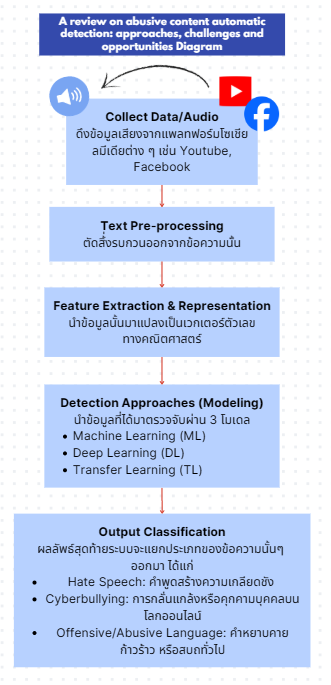 A review on abusive content automatic
detection: approaches, challenges and
opportunities Diagram
Collect Data/Audio
ดึงข้อมูลเสียงจากแพลทฟอร์มโซเชีย
ลมีเดียต่าง ๆ เช่น Youtube,
Facebook
Text Pre-processing
ตัดสิ่งรบกวนออกจากข้อความนั้น
Feature Extraction & Representation
นำข้อมูลนั้นมาแปลงเป็นเวกเตอร์ตัวเลข
ทางคณิตศาสตร์
Detection Approaches (Modeling)
นำข้อมูลที่ได้มาตรวจจับผ่าน 3 โมเดล
• Machine Learning (ML)
• Deep Learning (DL)
• Transfer Learning (TL)
Output Classification
ผลลัพธ์สุดท้ายระบบจะแยกประเภทของข้อความนั้นๆ
ออกมา ได้แก่
• Hate Speech: คำพูดสร้างความเกลียดชัง
• Cyberbullying: การกลั่นแกล้งหรือคุกคามบุคคลบน
โลกออนไลน์
• Offensive/Abusive Language: คำหยาบคาย
ก้าวร้าว หรือสบถทั่วไป